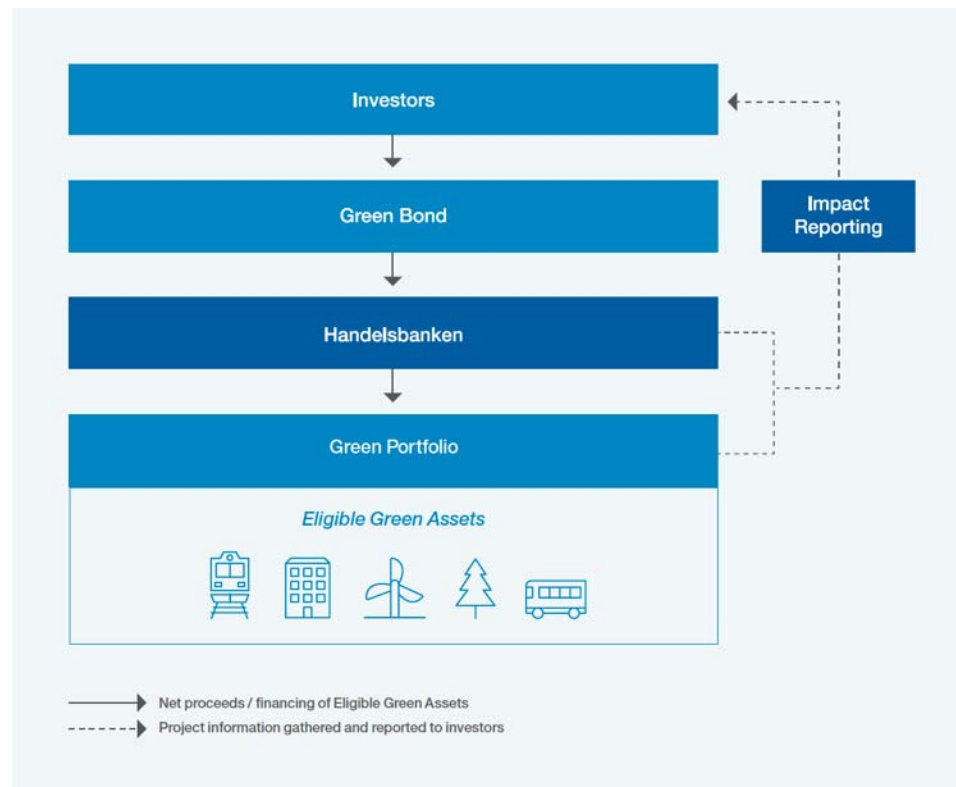 Investors
Green Bond
Impact
Reporting
Handelsbanken
Green Portfolio
Eligible Green Assets
Net proceeds / financing of Eligible Green Assets
Project information gathered and reported to investors